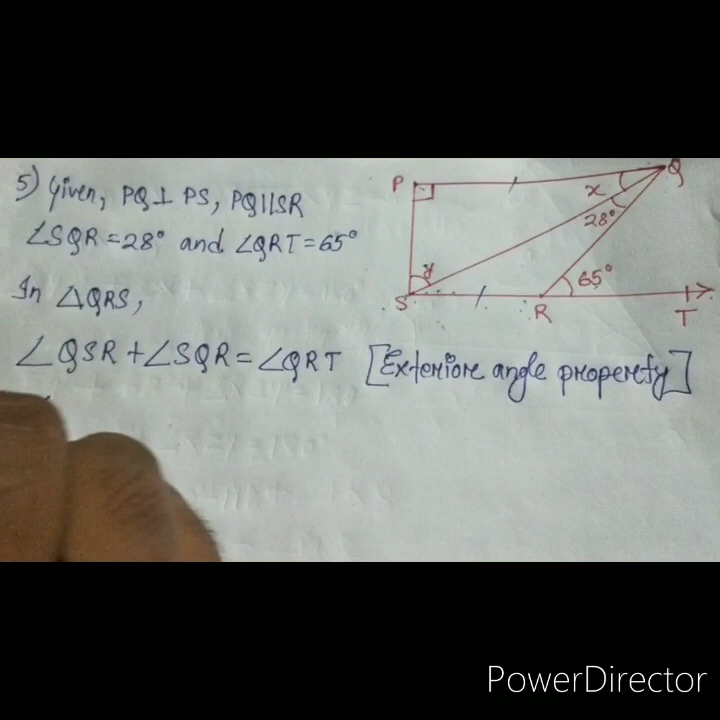 5) Given, PQ⊥ PS, PQ||SR
∠SQR = 28° and ∠QRT = 65°
In △QRS,
∠QSR + ∠SQR = ∠QRT [Exteriore angle property]
P
Q
x
28°
y
65°
S
R
T
PowerDirector